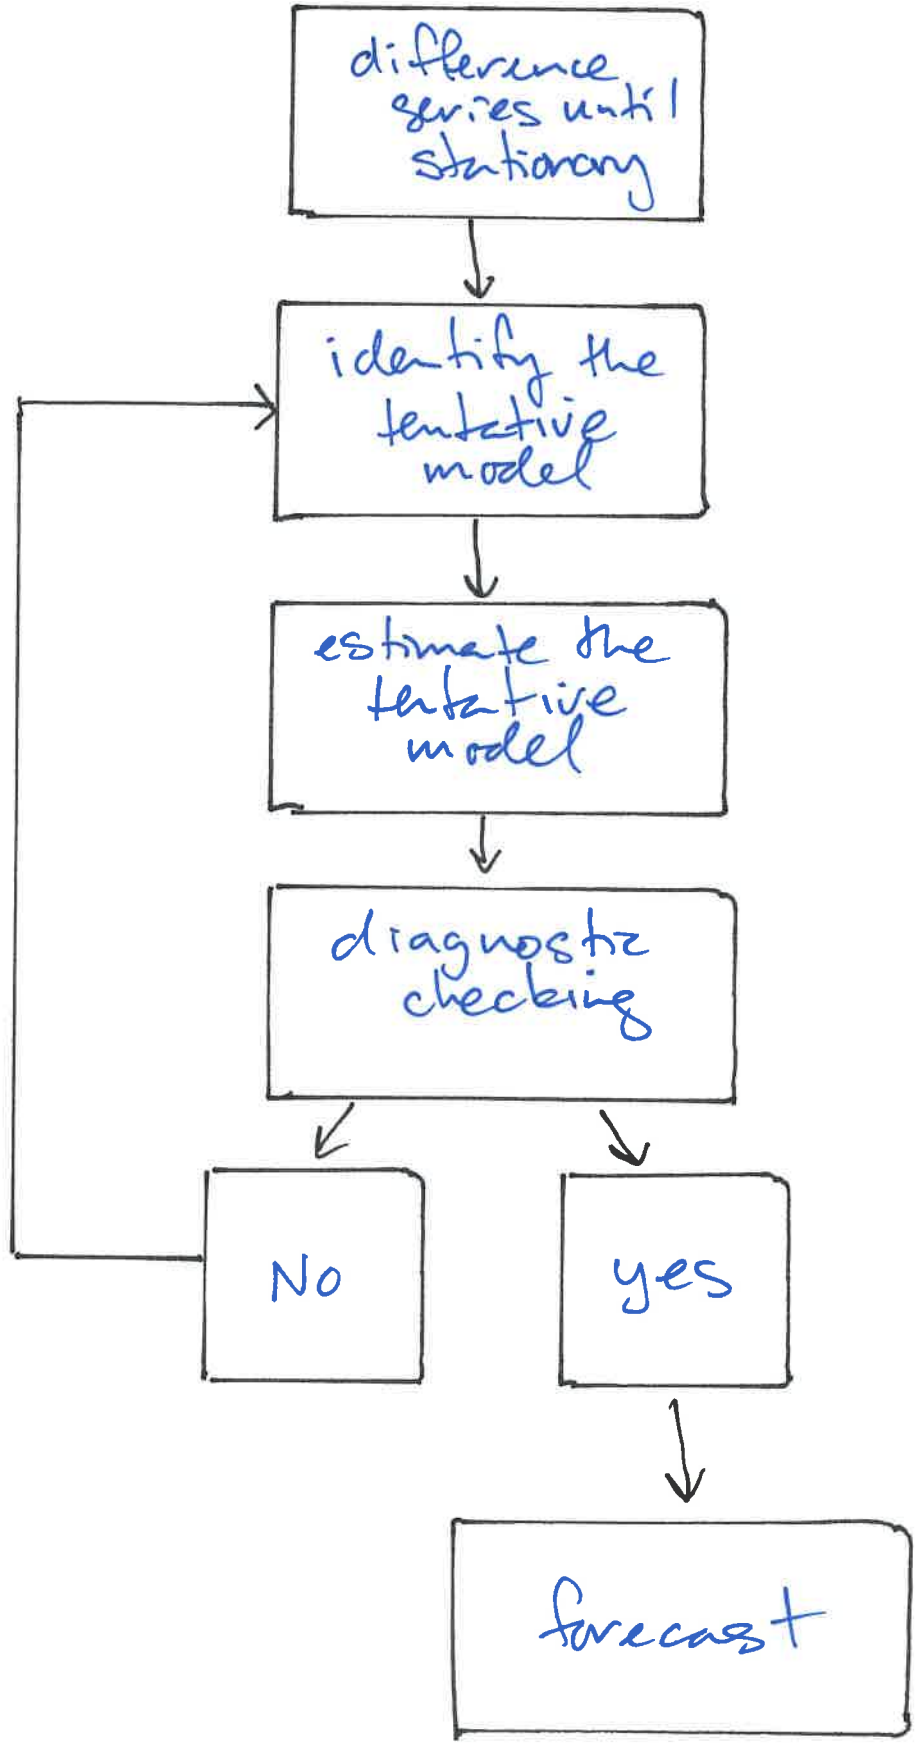 difference
series until
stationary
identify the
tentative
model
estimate the
tentative
model
diagnostic
checking
No
yes
forecast